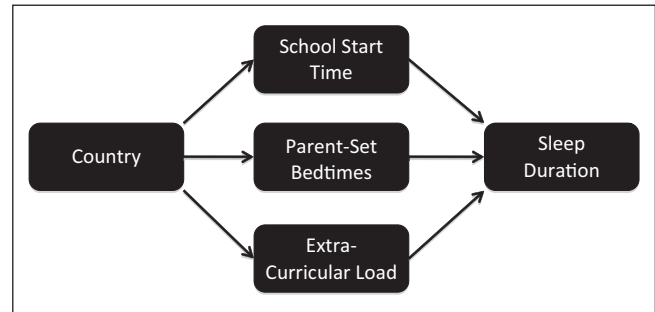 School Start
Time
Country
Parent-Set
Bedtimes
Sleep
Duration
Extra-
Curricular Load